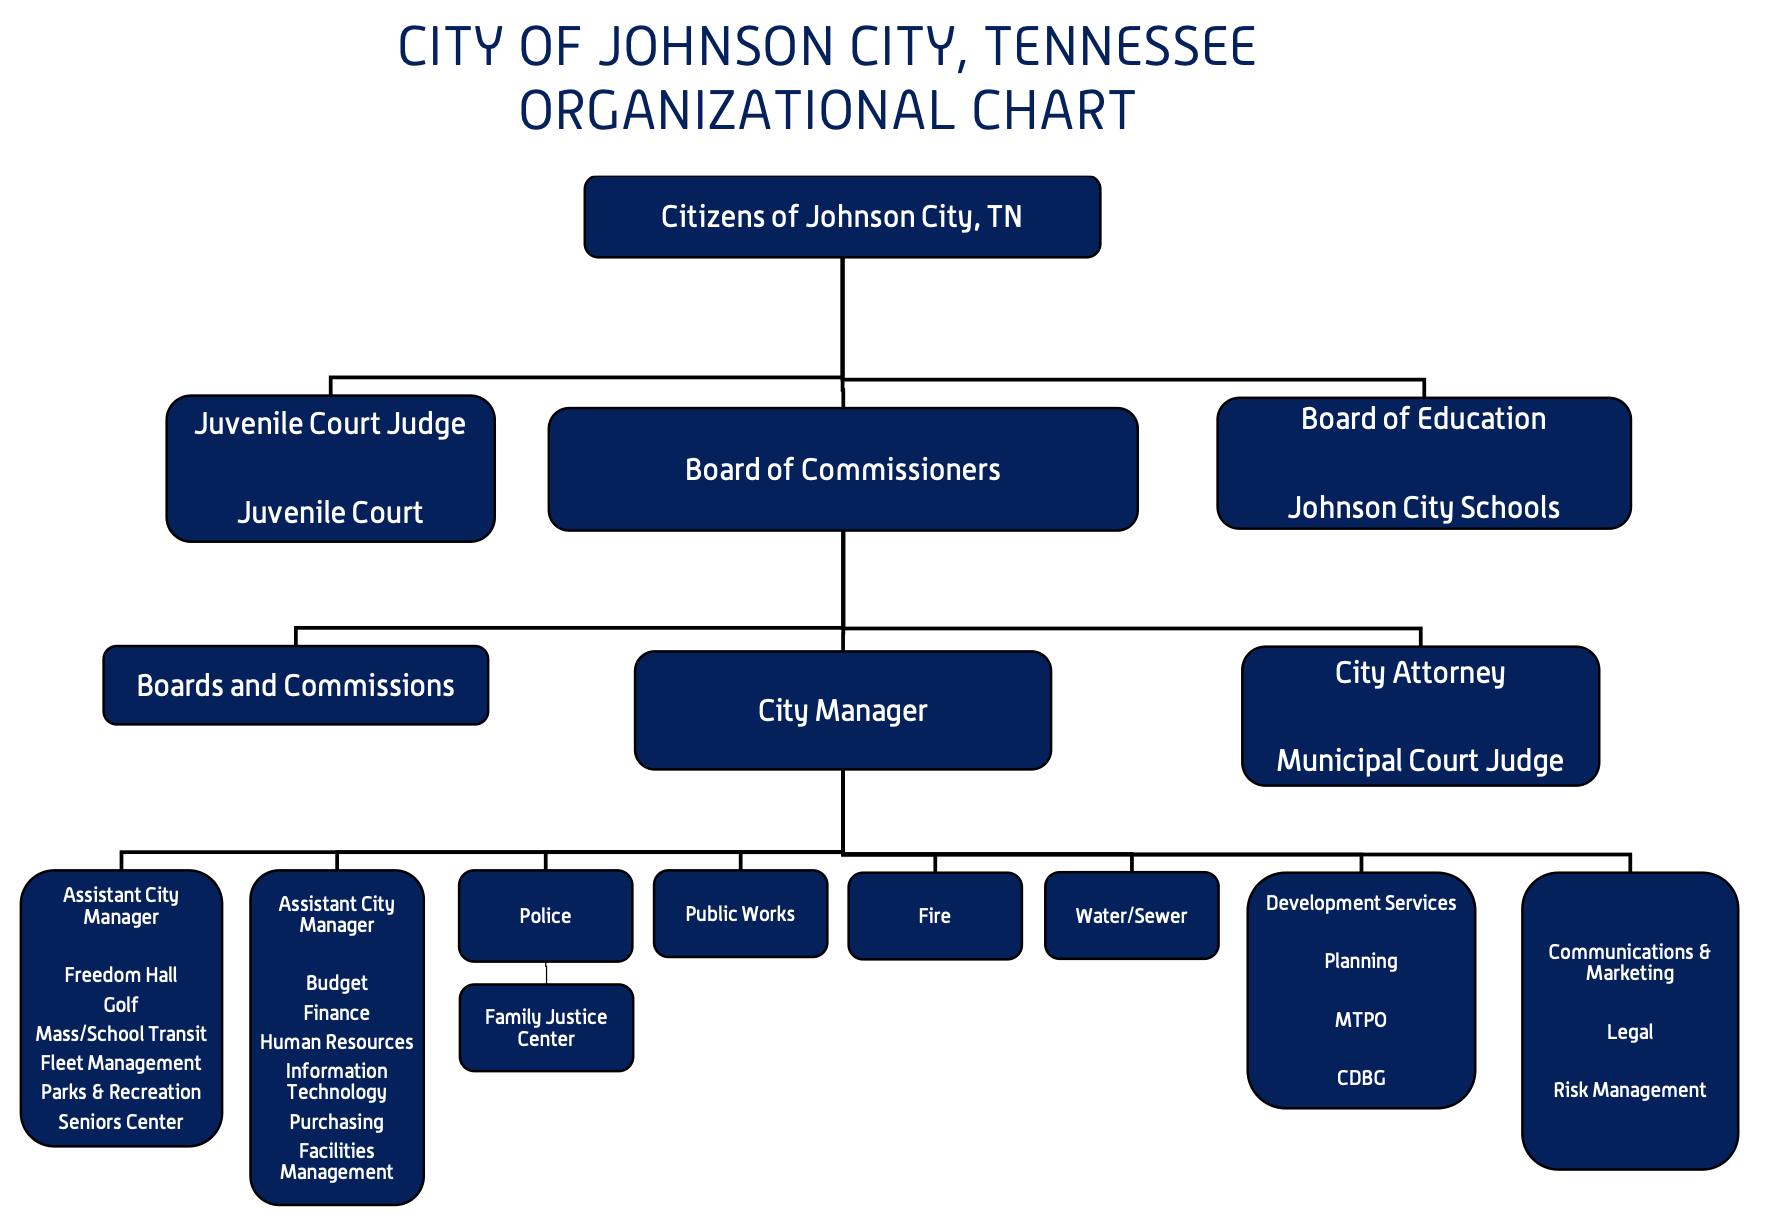 CITY OF JOHNSON CITY, TENNESSEE
ORGANIZATIONAL CHART
Citizens of Johnson City, TN
Juvenile Court Judge
Juvenile Court
Board of Commissioners
Board of Education
Johnson City Schools
Boards and Commissions
City Manager
City Attorney
Municipal Court Judge
Assistant City
Manager
Freedom Hall
Golf
Mass/School Transit
Fleet Management
Parks & Recreation
Seniors Center
Assistant City
Manager
Budget
Finance
Human Resources
Information
Technology
Purchasing
Facilities
Management
Police
Family Justice
Center
Public Works
Fire
Water/Sewer
Development Services
Planning
MTPO
CDBG
Communications &
Marketing
Legal
Risk Management